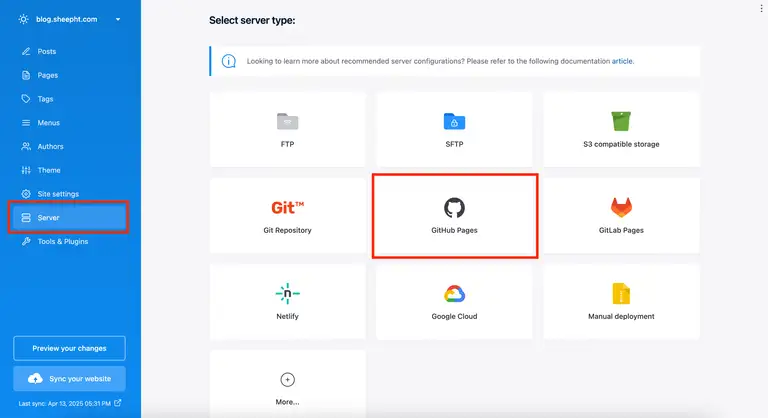 blog.sheepht.com
Posts
Pages
Tags
Menus
Authors
Theme
Site settings
Server
Tools & Plugins
Preview your changes
Sync your website
Last sync: Apr 13, 2025 05:31 PM
Select server type:
Looking to learn more about recommended server configurations? Please refer to the following documentation article.
FTP
SFTP
S3 compatible storage
Git™
Git Repository
GitHub Pages
GitLab Pages
n
Netlify
Google Cloud
Manual deployment
More...